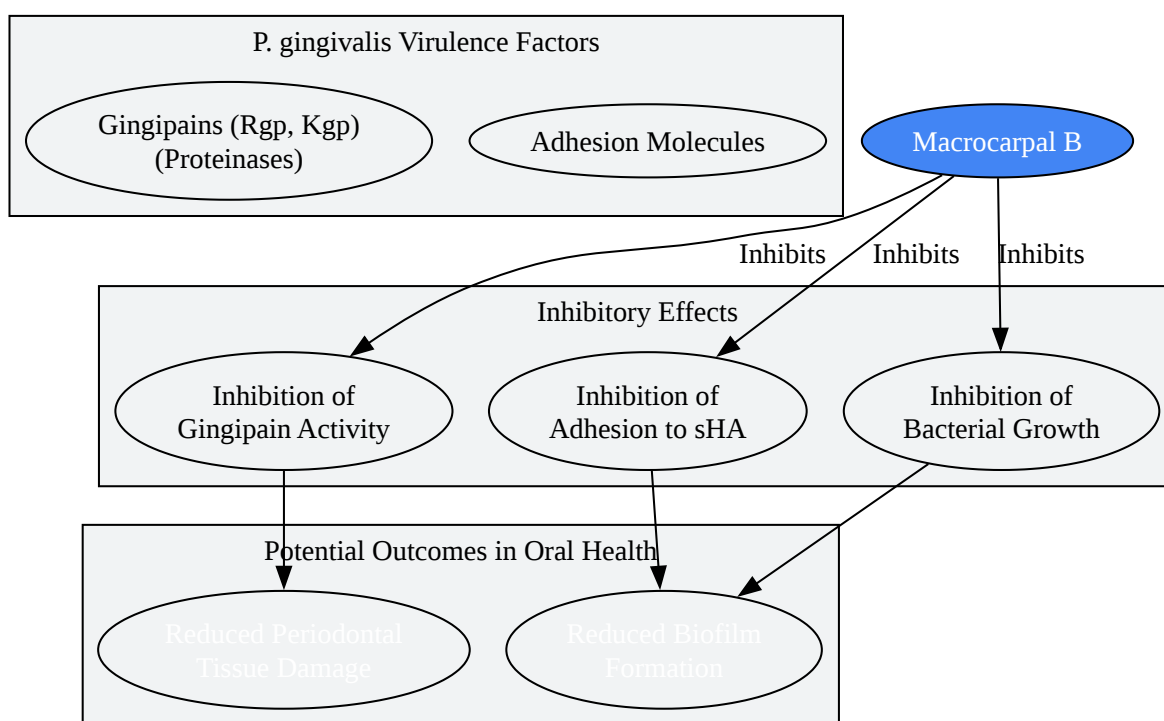 P. gingivalis Virulence Factors
Gingipains (Rgp, Kgp)
(Proteinases)
Adhesion Molecules
Macrocarpal B
Inhibits
Inhibits
Inhibits
Inhibitory Effects
Inhibition of
Gingipain Activity
Inhibition of
Adhesion to sHA
Inhibition of
Bacterial Growth
Potential Outcomes in Oral Health
Reduced Periodontal
Tissue Damage
Reduced Biofilm
Formation